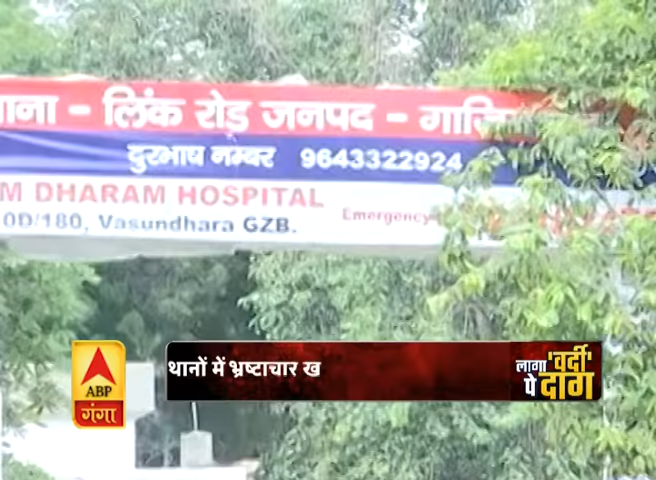 ाना - लिंक रोड़ जनपद - गाजि
दुरभाष नम्बर 9643322924
M DHARAM HOSPITAL
0D/180, Vasundhara GZB.
Emergency
ABP
गंगा
थानों में भ्रष्टाचार ख
लागा 'वर्दी'
पे दाग